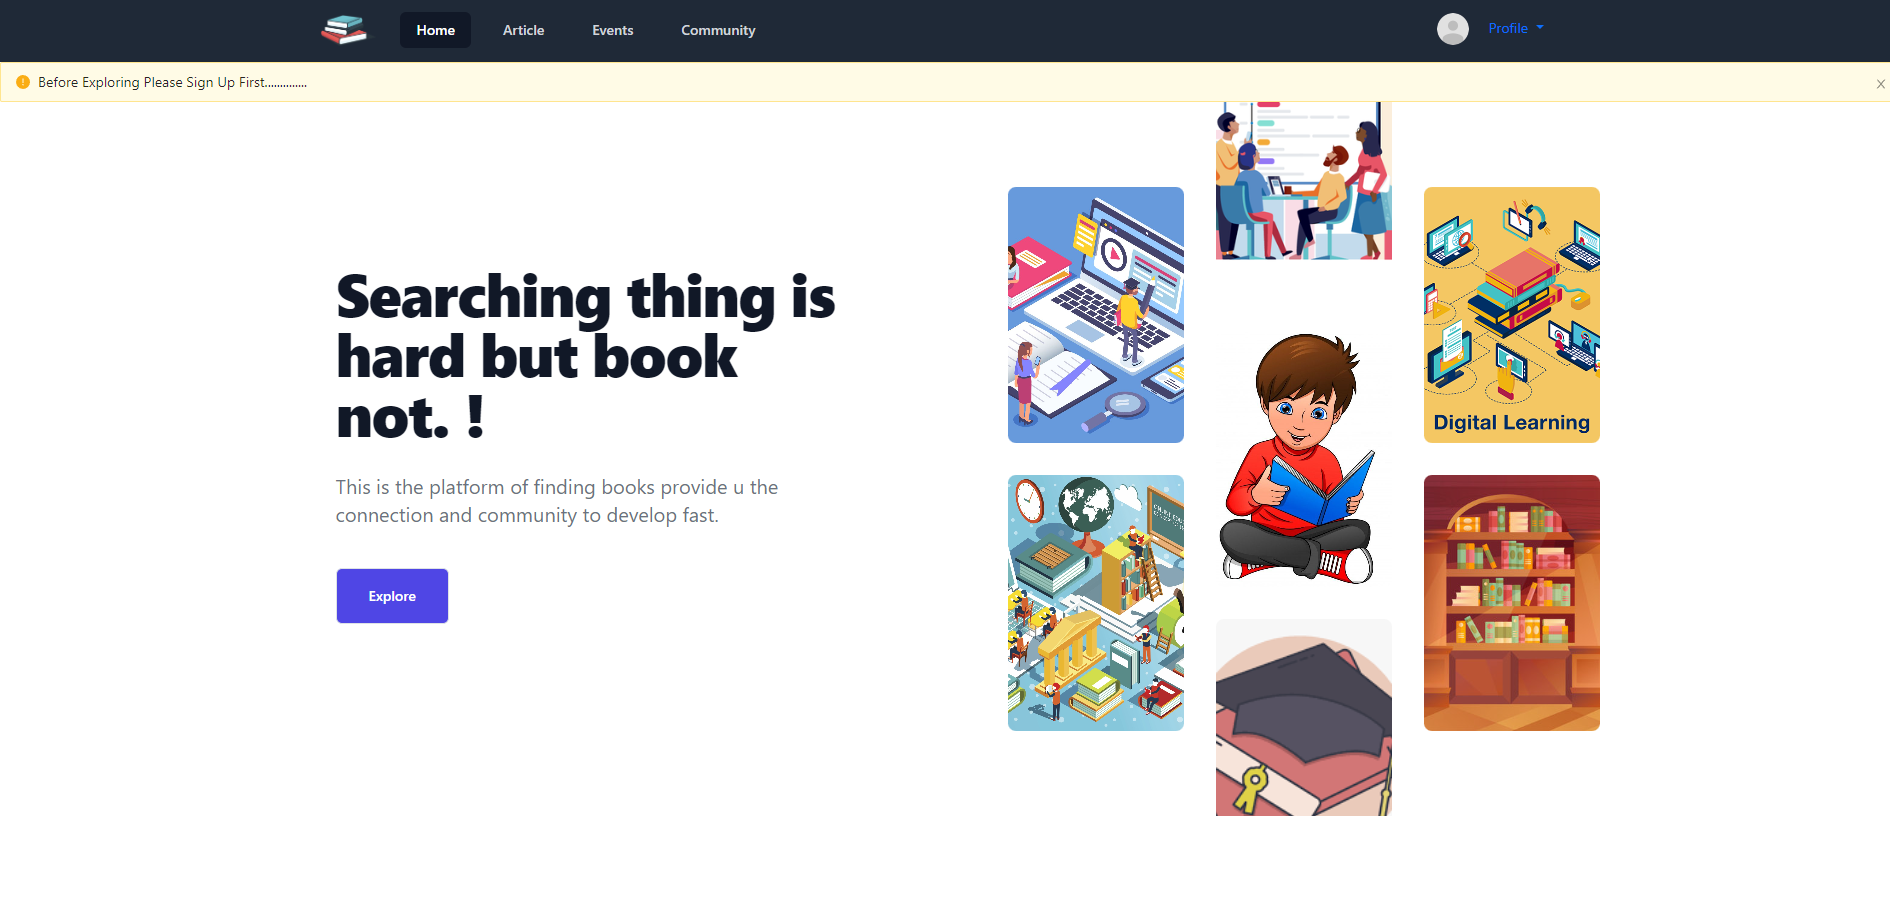 Home
Article
Events
Community
Profile
Before Exploring Please Sign Up First..............
Searching thing is
hard but book
not. !
This is the platform of finding books provide u the
connection and community to develop fast.
Explore
Digital Learning